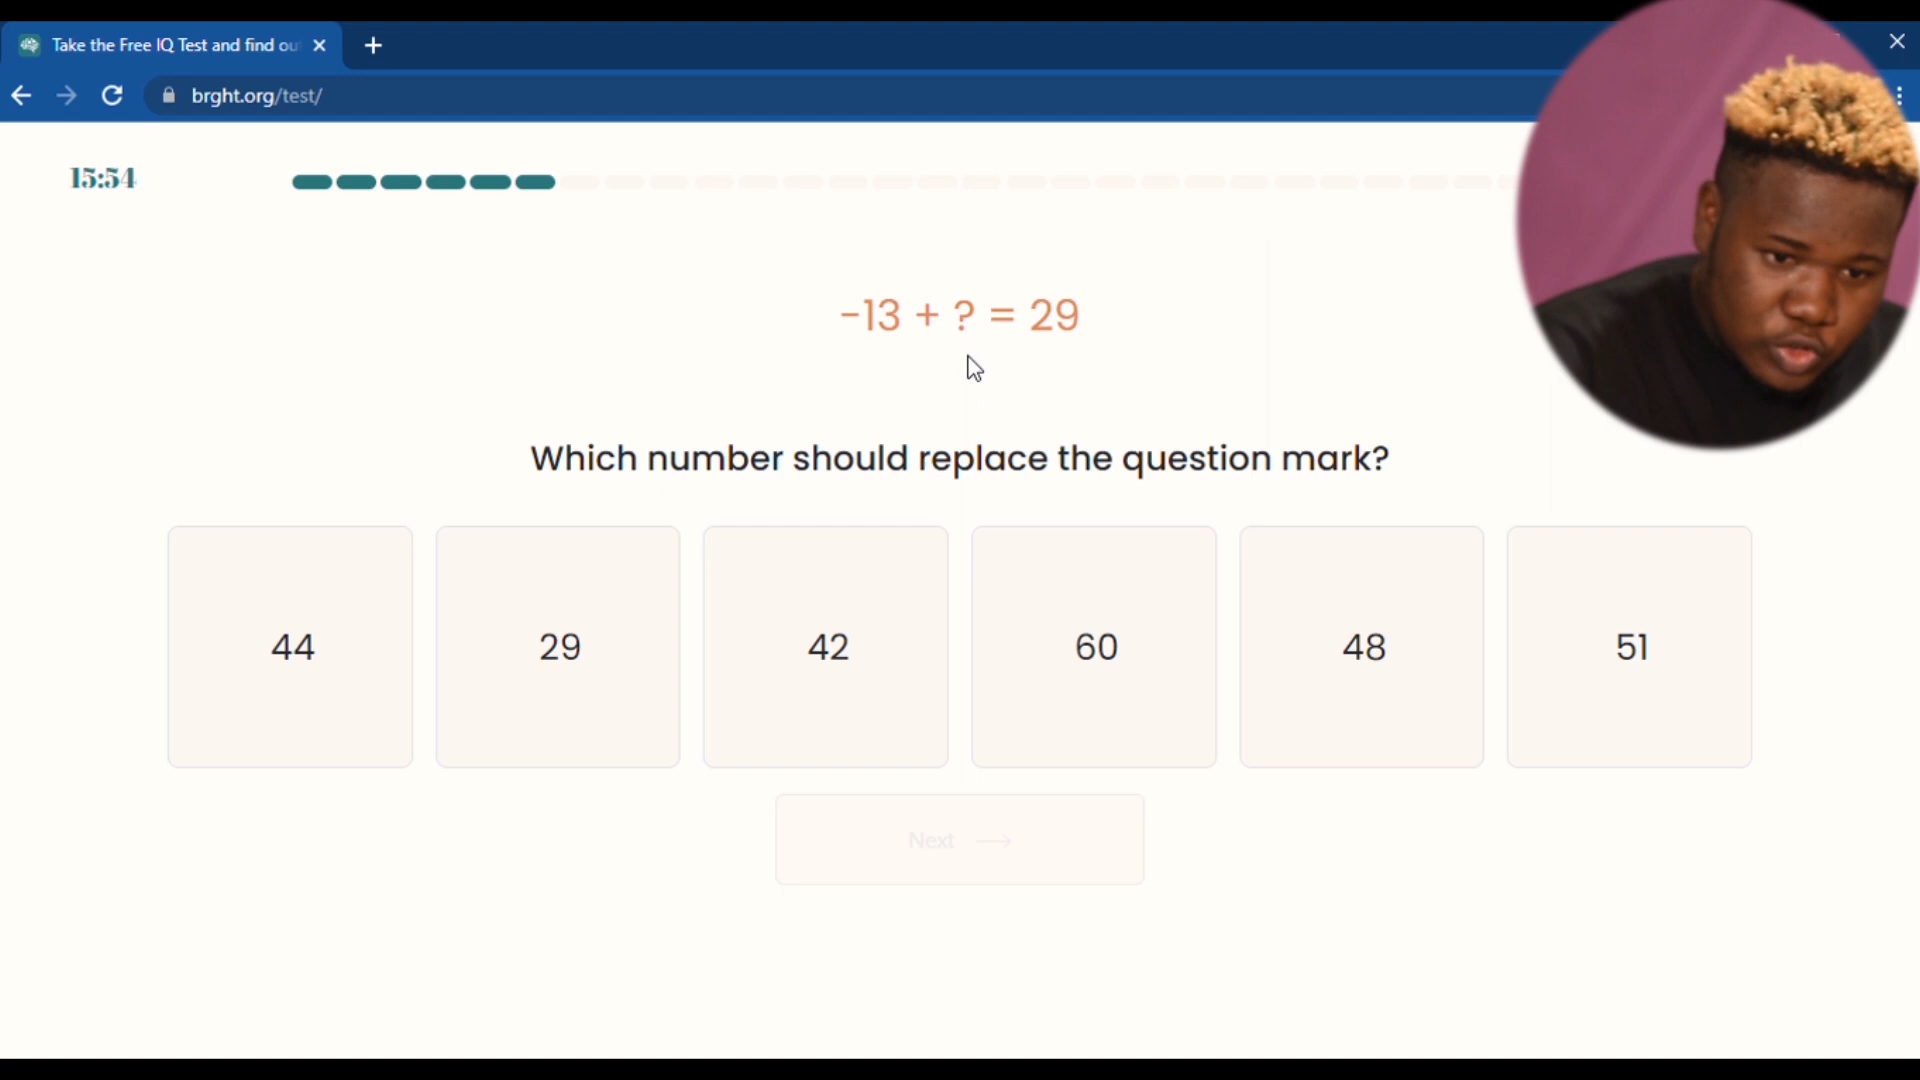 Take the Free IQ Test and find ou
brght.org/test/
15:54
-13 + ? = 29
Which number should replace the question mark?
44 29 42 60 48 51
Next